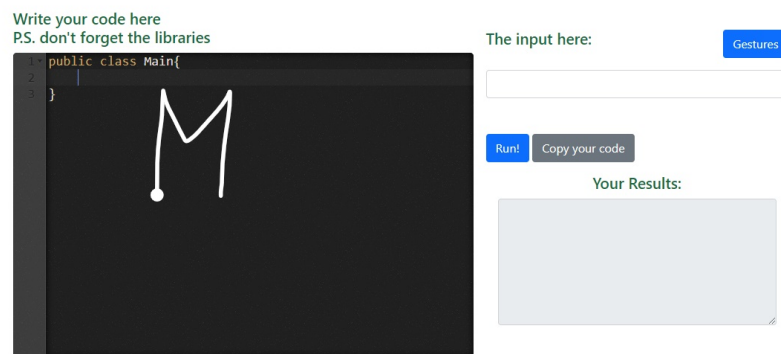 Write your code here
P.S. don't forget the libraries
1 public class Main{
2
3 }
M
The input here:
Gestures
Run!
Copy your code
Your Results: